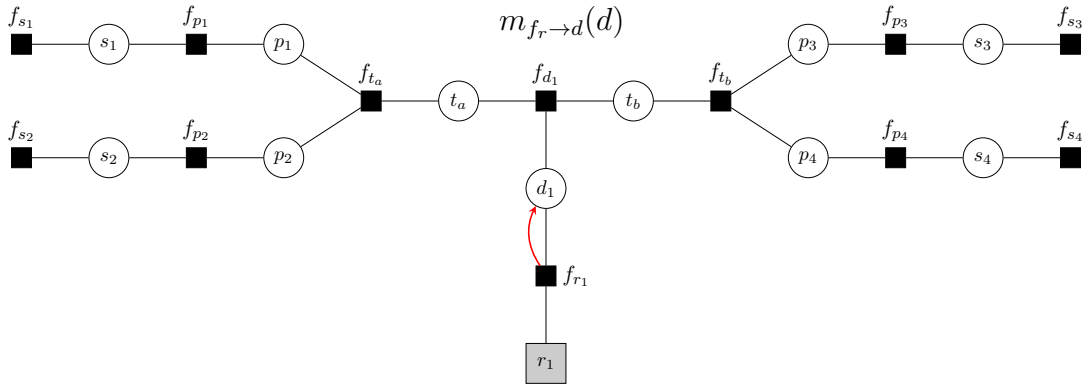 m_{f_r→d}(d)
f_{s_1} s_1 f_{p_1} p_1 p_3 f_{p_3} s_3 f_{s_3}
f_{t_a} t_a f_{d_1} t_b f_{t_b}
f_{s_2} s_2 f_{p_2} p_2 p_4 f_{p_4} s_4 f_{s_4}
d_1
f_{r_1}
r_1